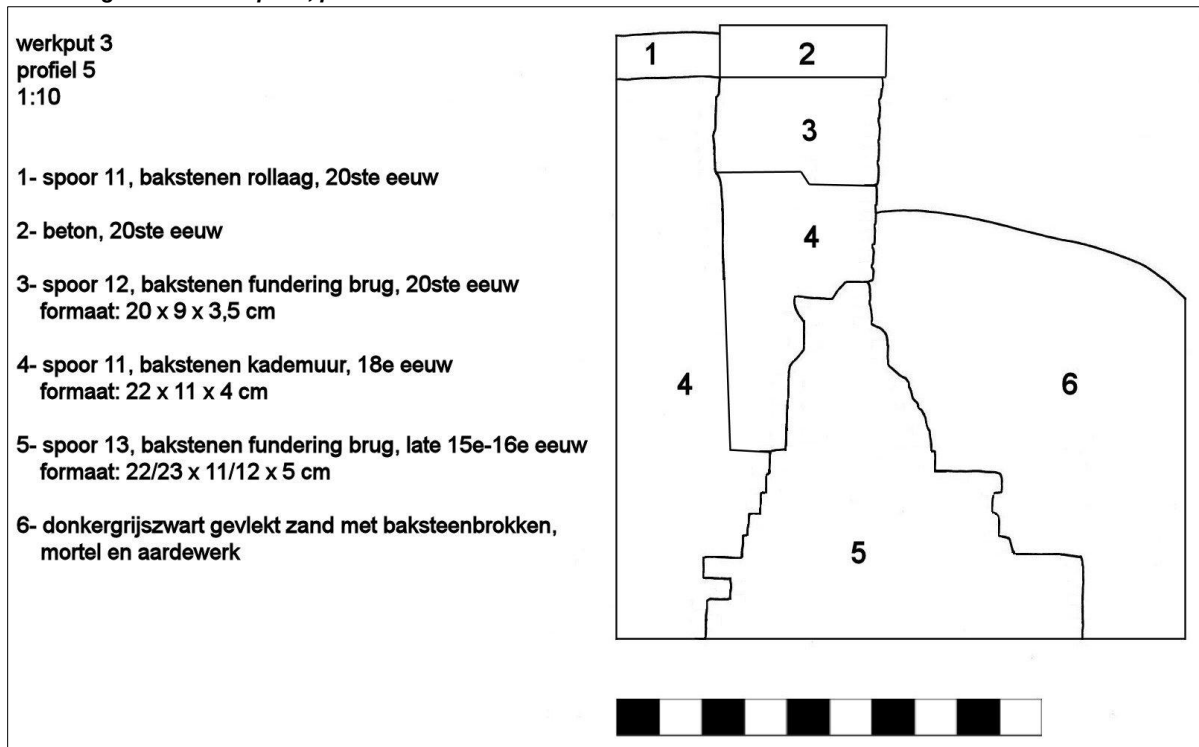 werkput 3
profiel 5
1:10
1- spoor 11, bakstenen rollaag, 20ste eeuw
2- beton, 20ste eeuw
3- spoor 12, bakstenen fundering brug, 20ste eeuw
formaat: 20 x 9 x 3,5 cm
4- spoor 11, bakstenen kademuur, 18e eeuw
formaat: 22 x 11 x 4 cm
5- spoor 13, bakstenen fundering brug, late 15e-16e eeuw
formaat: 22/23 x 11/12 x 5 cm
6- donkergrijszwart gevlekt zand met baksteenbrokken,
mortel en aardewerk
1
2
3
4
4
6
5